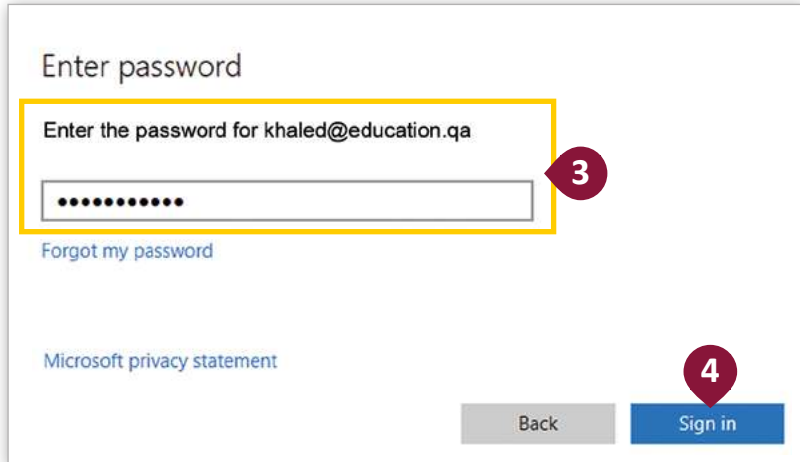 Enter password
Enter the password for khaled@education.qa
•••••••••••
3
Forgot my password
Microsoft privacy statement
4
Back
Sign in